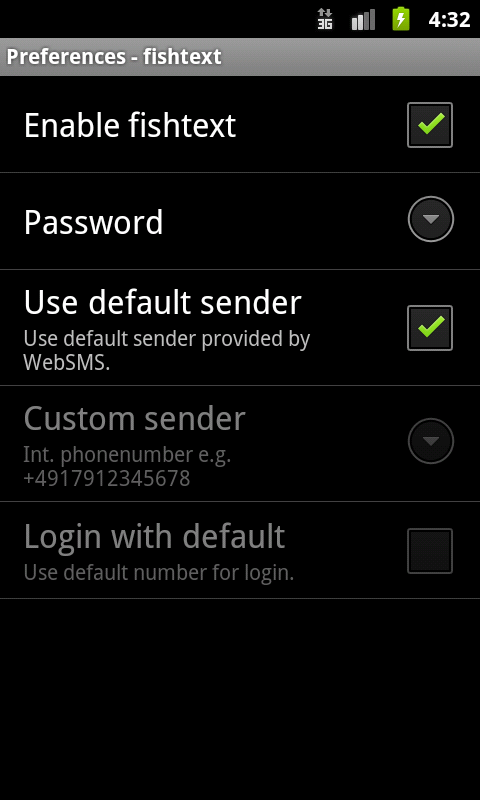 3G 4:32
Preferences - fishtext
Enable fishtext
Password
Use default sender
Use default sender provided by
WebSMS.
Custom sender
Int. phonenumber e.g.
+4917912345678
Login with default
Use default number for login.